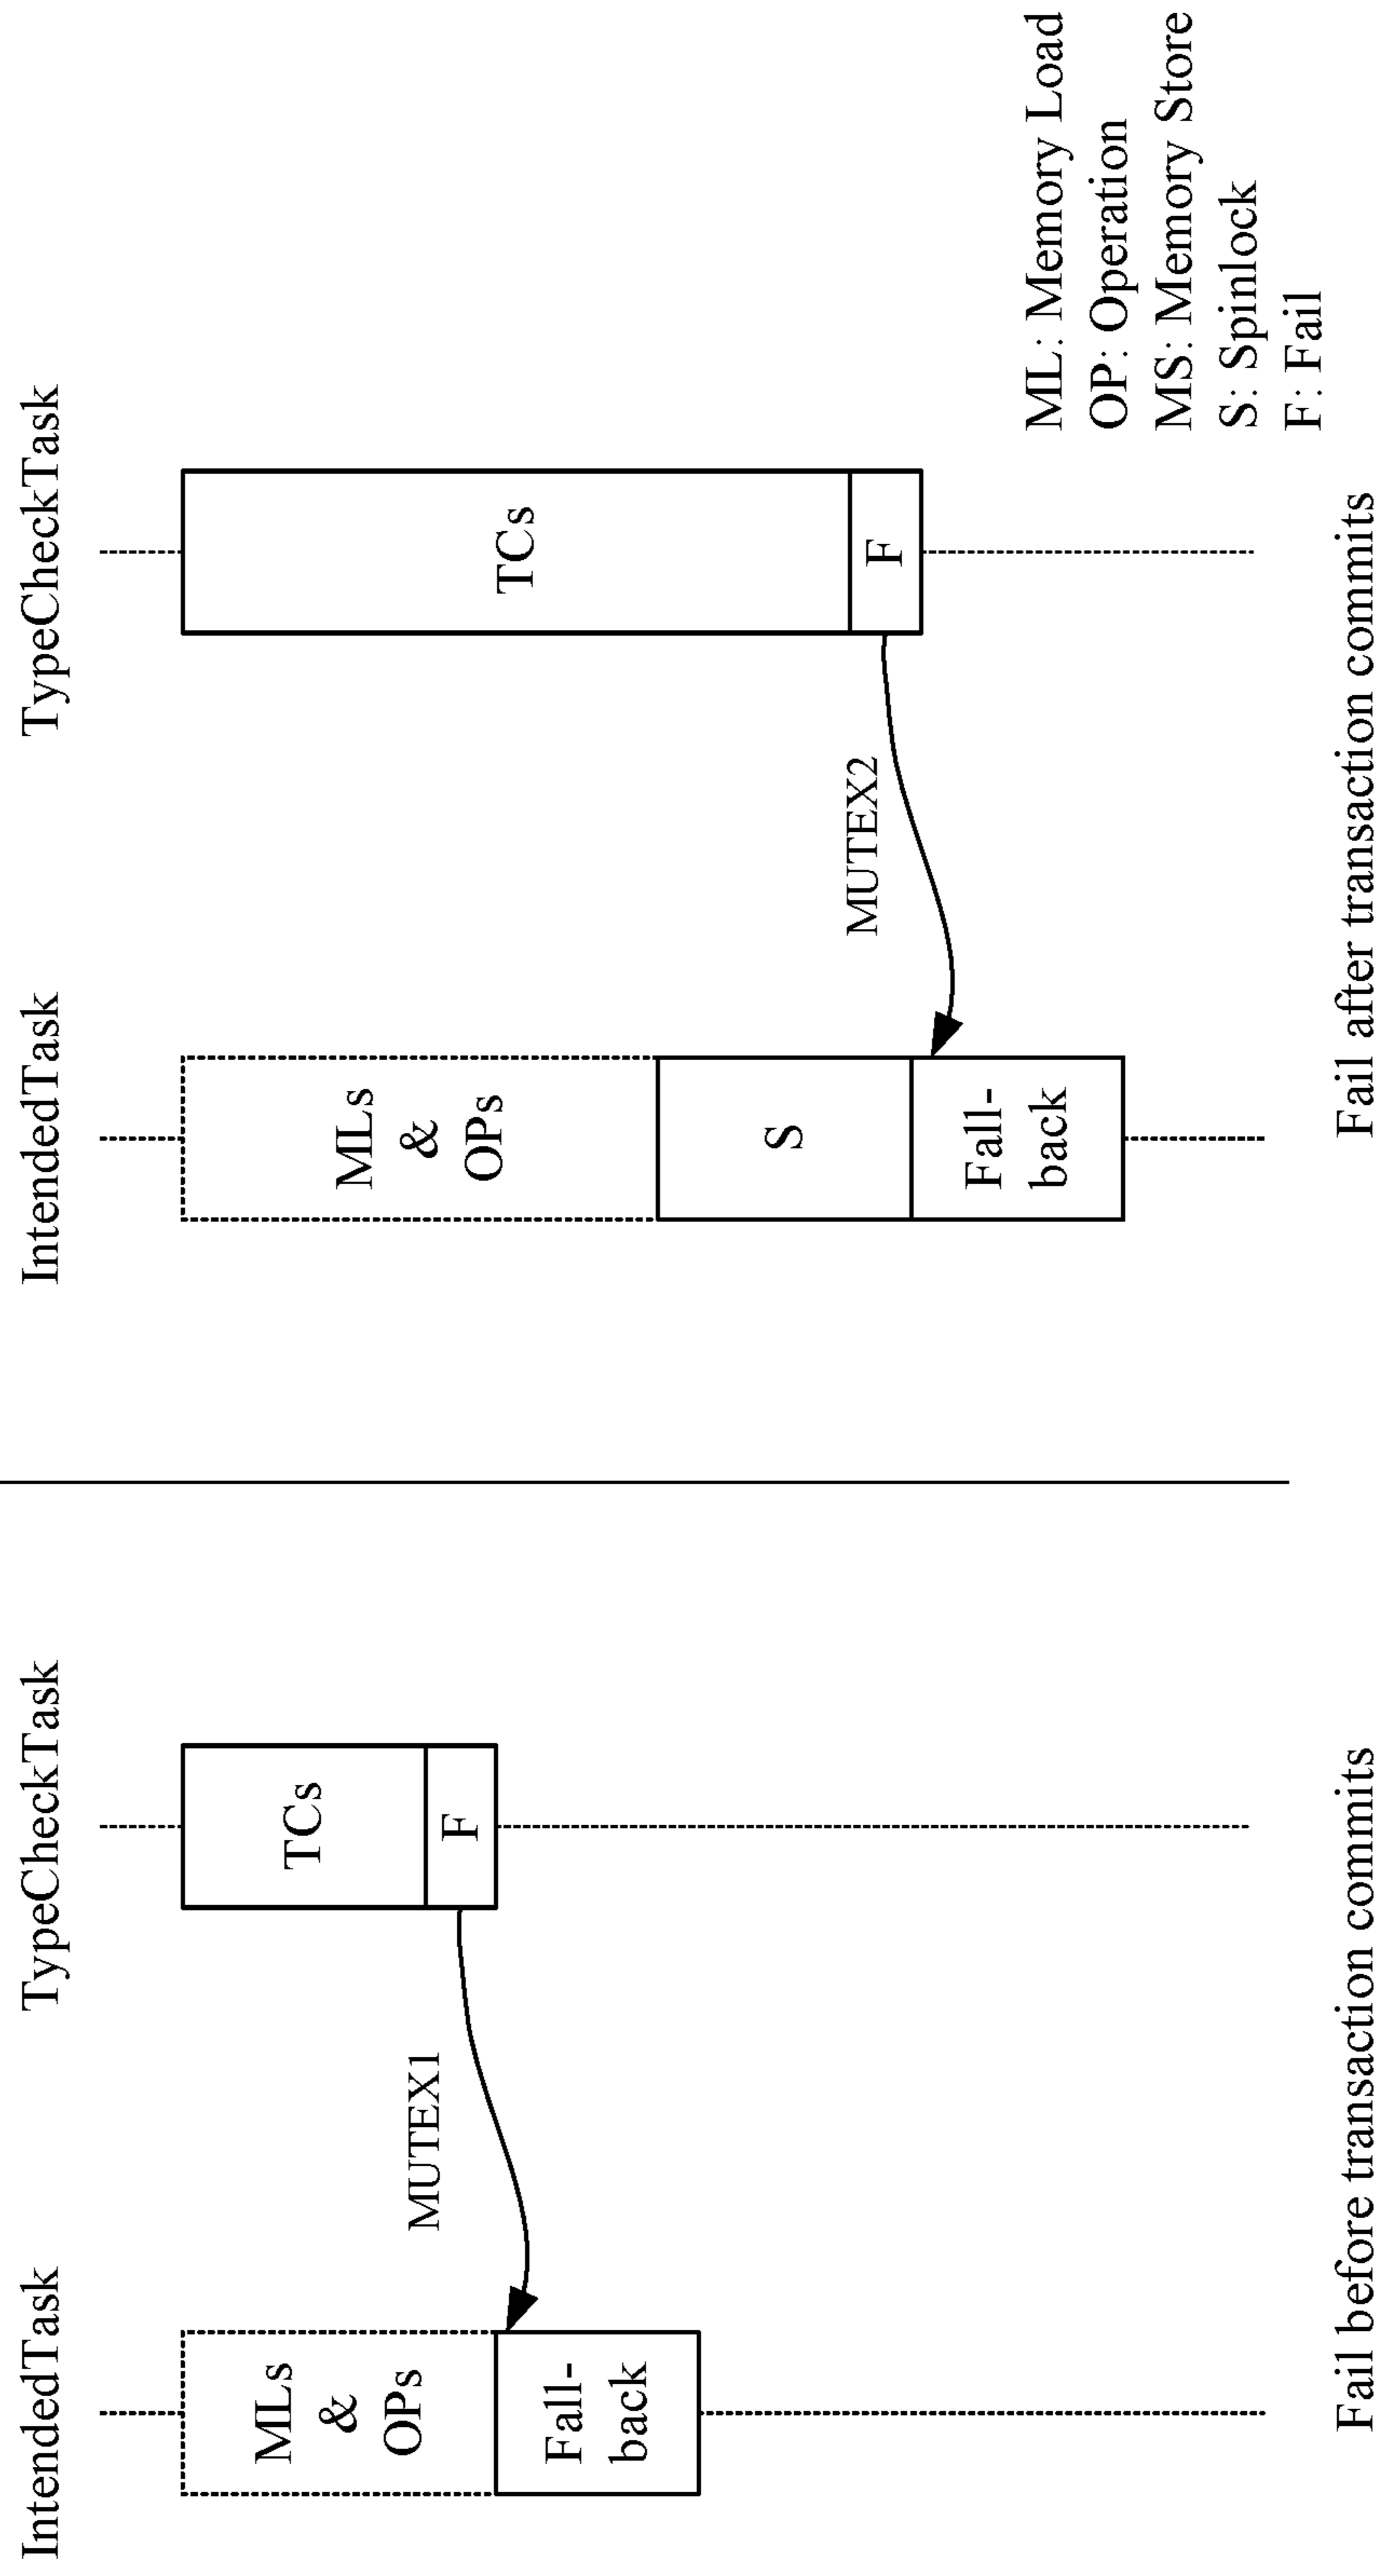 IntendedTask
TypeCheckTask
MLs
&
OPs
TCs
F
MUTEX1
Fall-
back
Fail before transaction commits
IntendedTask
TypeCheckTask
MLs
&
OPs
TCs
S
F
MUTEX2
Fall-
back
ML: Memory Load
OP: Operation
MS: Memory Store
S: Spinlock
F: Fail
Fail after transaction commits